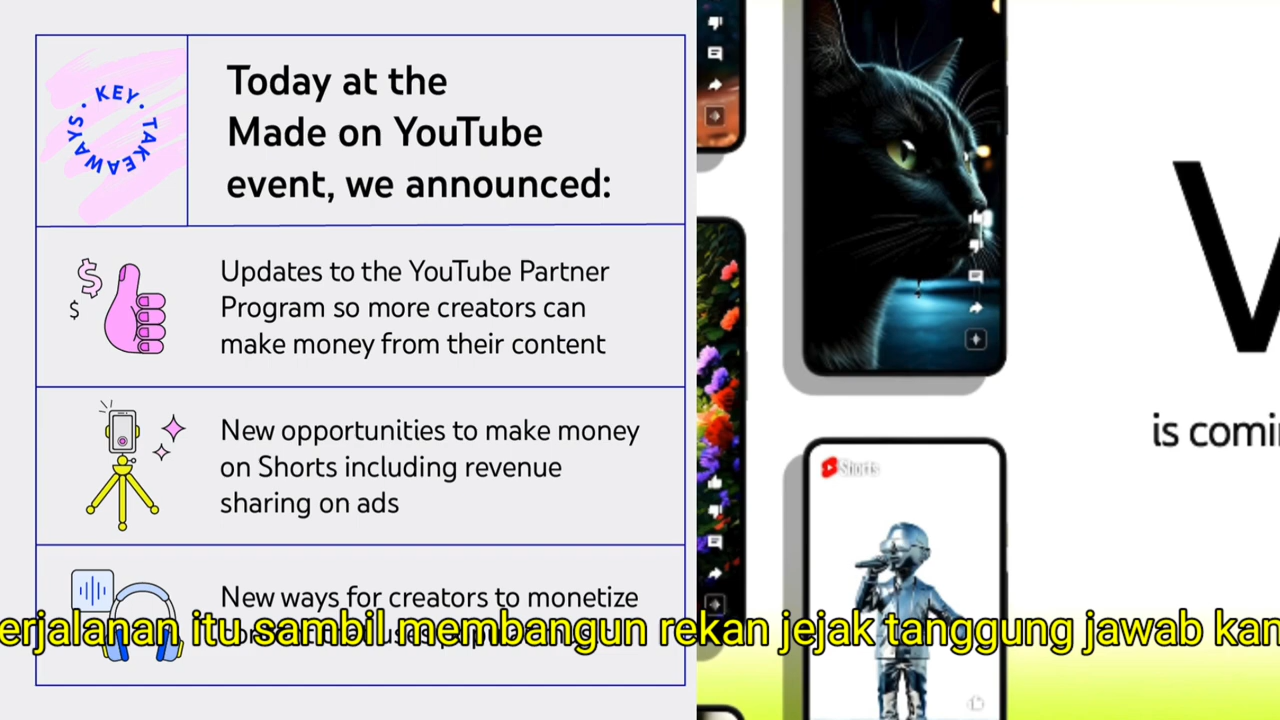 KEY · TAKEAWAYS ·
Today at the
Made on YouTube
event, we announced:
$
$
Updates to the YouTube Partner
Program so more creators can
make money from their content
New opportunities to make money
on Shorts including revenue
sharing on ads
New ways for creators to monetize
erjalanan itu sambil membangun rekan jejak tanggung jawab kan
Shorts
is comi